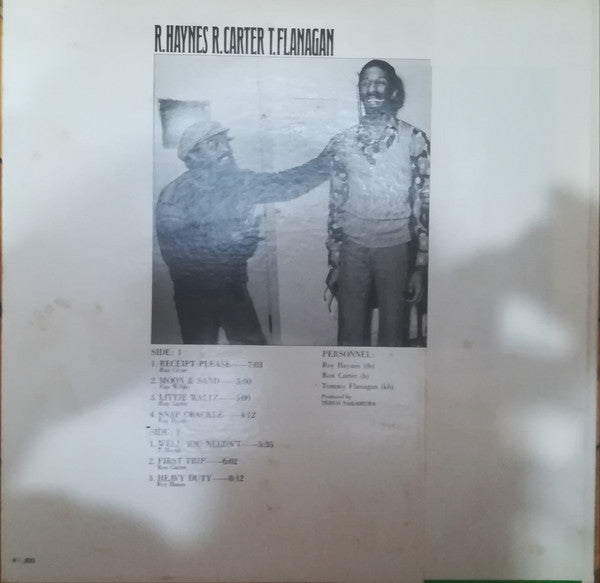 R.HAYNES R.CARTER T.FLANAGAN
SIDE: 1
1. RECEIPT PLEASE——7:03
Ron Carter
2. MOON & SAND——5:00
Alec Wilder
3. LITTLE WALTZ——5:00
Ron Carter
4. SNAP CRACKLE——4:12
Roy Haynes
SIDE: 2
1. WELL YOU NEEDN'T——5:35
T. Monk
2. FIRST TRIP——6:02
Ron Carter
3. HEAVY DUTY——8:12
Roy Haynes
PERSONNEL:
Roy Haynes (ds)
Ron Carter (b)
Tommy Flanagan (kb)
Produced by
TERUO NAKAMURA